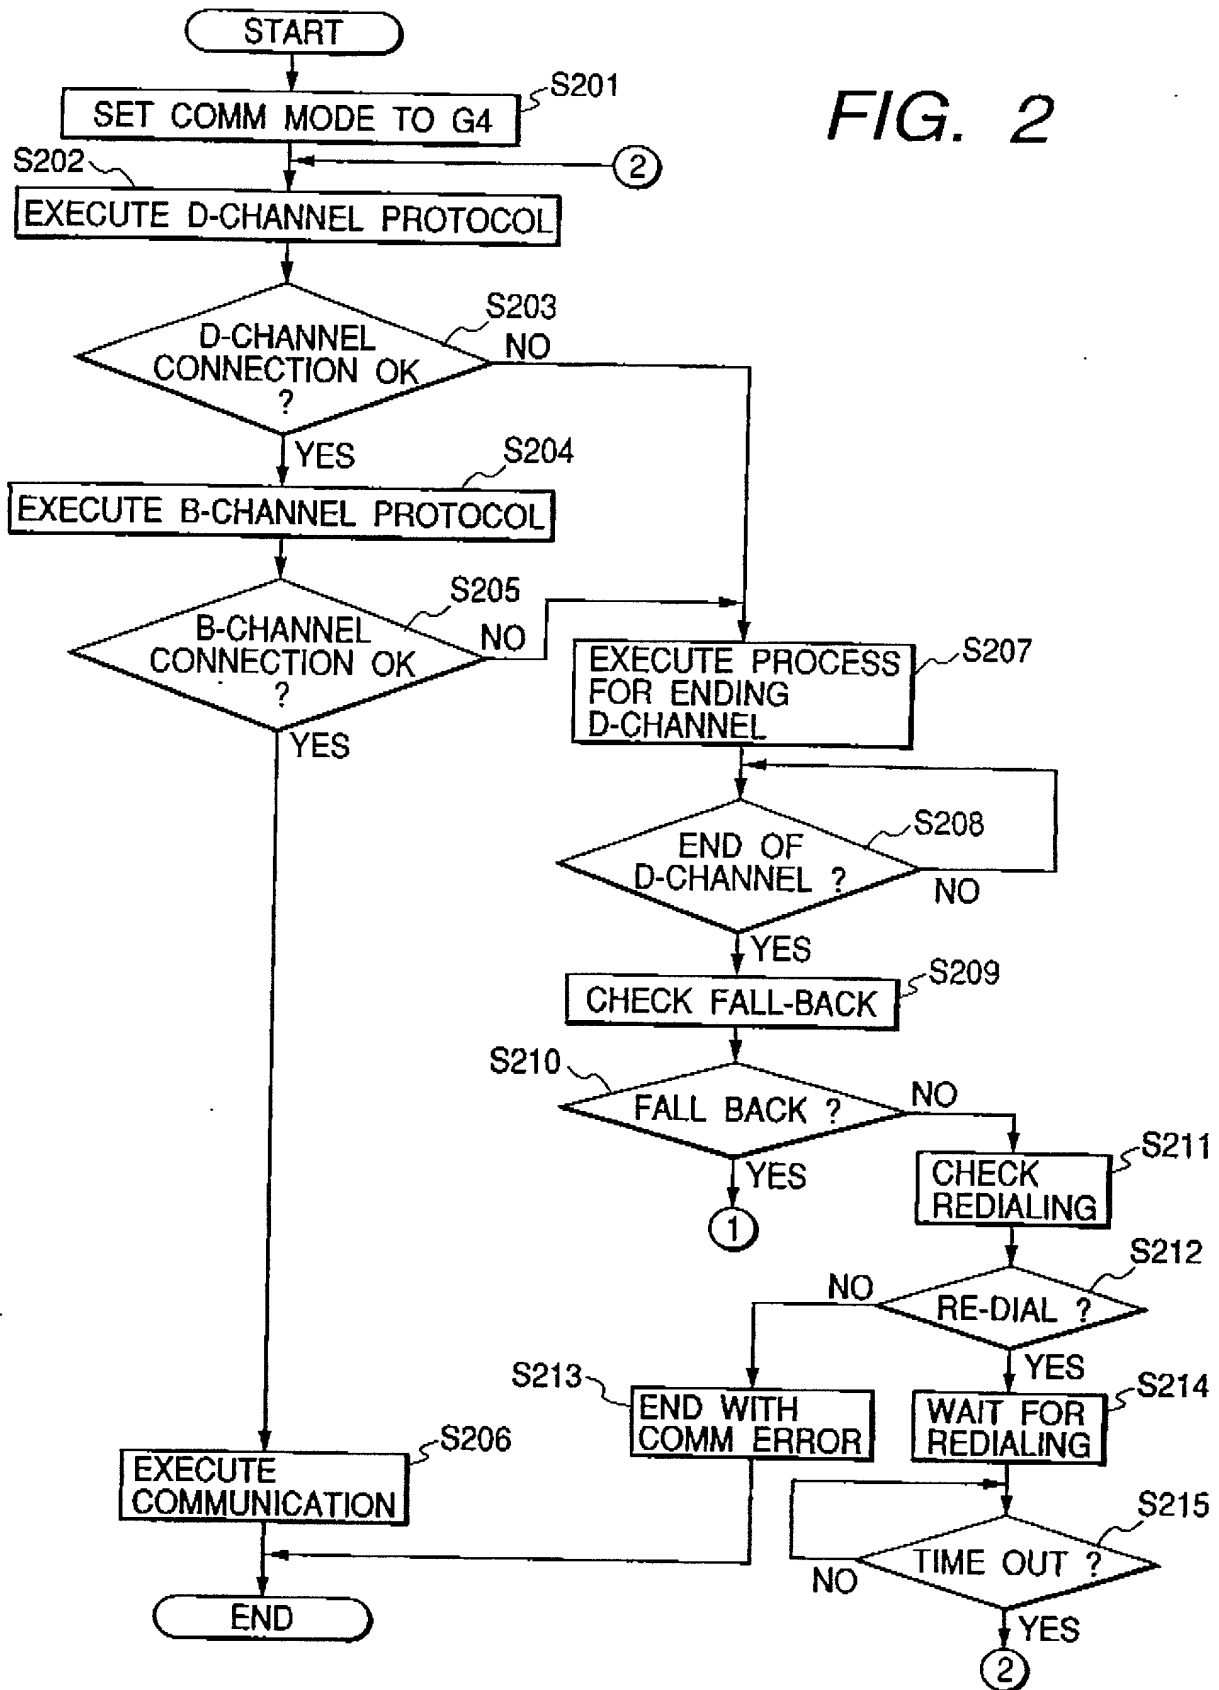 START
S201
SET COMM MODE TO G4
FIG. 2
S202
2
EXECUTE D-CHANNEL PROTOCOL
S203
D-CHANNEL
CONNECTION OK
?
NO
YES
S204
EXECUTE B-CHANNEL PROTOCOL
S205
B-CHANNEL
CONNECTION OK
?
NO
YES
S207
EXECUTE PROCESS
FOR ENDING
D-CHANNEL
S208
END OF
D-CHANNEL ?
NO
YES
S209
CHECK FALL-BACK
S210
FALL BACK ?
NO
YES
1
S211
CHECK
REDIALING
S212
RE-DIAL ?
NO
YES
S213
END WITH
COMM ERROR
S214
WAIT FOR
REDIALING
S206
EXECUTE
COMMUNICATION
S215
TIME OUT ?
NO
YES
2
END